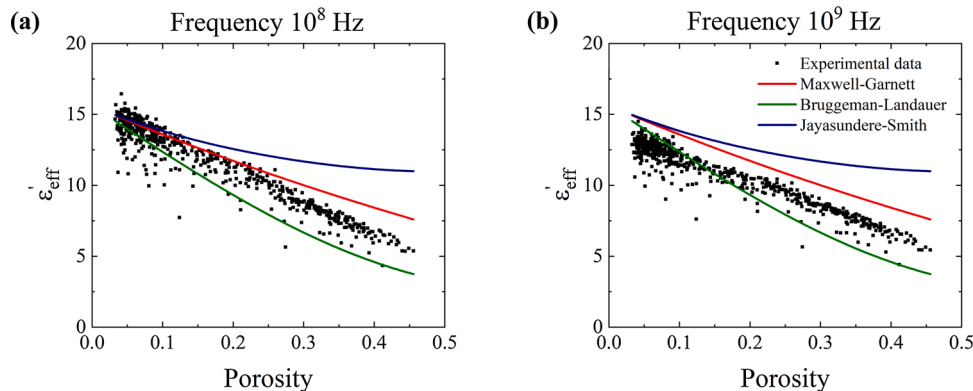 (a) Frequency 10⁸ Hz
20
15
10
5
0
ε'eff
0.0 0.1 0.2 0.3 0.4 0.5
Porosity
(b) Frequency 10⁹ Hz
Experimental data
Maxwell-Garnett
Bruggeman-Landauer
Jayasundere-Smith
20
15
10
5
0
ε'eff
0.0 0.1 0.2 0.3 0.4 0.5
Porosity